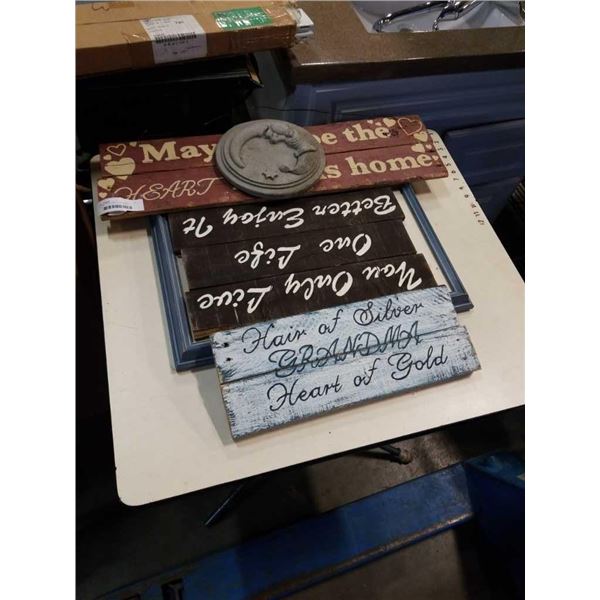 May be the
HEART s home
You Only Live
One Life
Better Enjoy It
Hair of Silver
GRANDMA
Heart of Gold